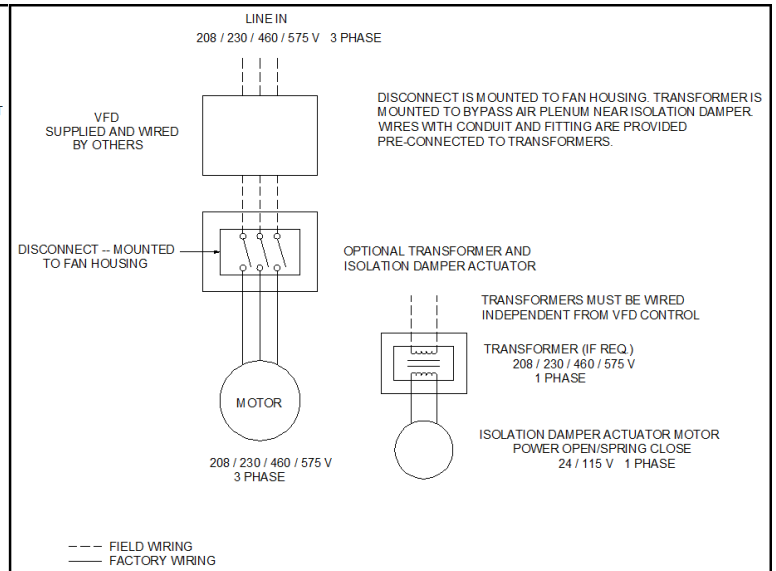 LINE IN
208 / 230 / 460 / 575 V 3 PHASE
VFD
SUPPLIED AND WIRED
BY OTHERS
DISCONNECT IS MOUNTED TO FAN HOUSING. TRANSFORMER IS
MOUNTED TO BYPASS AIR PLENUM NEAR ISOLATION DAMPER.
WIRES WITH CONDUIT AND FITTING ARE PROVIDED
PRE-CONNECTED TO TRANSFORMERS.
DISCONNECT -- MOUNTED
TO FAN HOUSING
OPTIONAL TRANSFORMER AND
ISOLATION DAMPER ACTUATOR
TRANSFORMERS MUST BE WIRED
INDEPENDENT FROM VFD CONTROL
TRANSFORMER (IF REQ.)
208 / 230 / 460 / 575 V
1 PHASE
MOTOR
208 / 230 / 460 / 575 V
3 PHASE
ISOLATION DAMPER ACTUATOR MOTOR
POWER OPEN/SPRING CLOSE
24 / 115 V 1 PHASE
FIELD WIRING
FACTORY WIRING